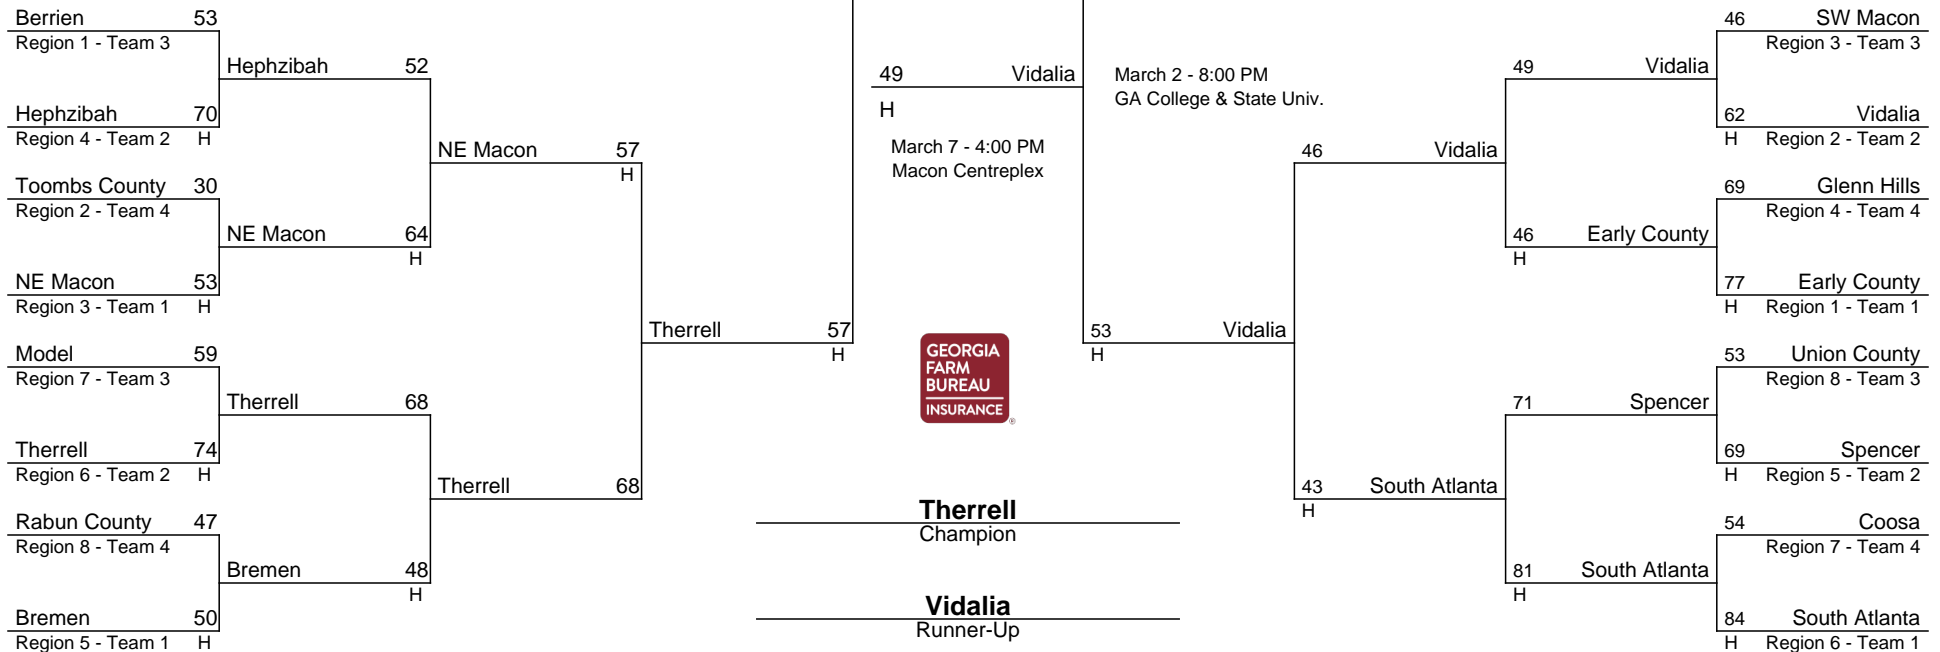 Berrien 53
Region 1 - Team 3
Hephzibah 52
Hephzibah 70
Region 4 - Team 2 H
NE Macon 57
H
Toombs County 30
Region 2 - Team 4
NE Macon 64
H
NE Macon 53
Region 3 - Team 1 H
Therrell 57
H
Model 59
Region 7 - Team 3
Therrell 68
Therrell 74
Region 6 - Team 2 H
Therrell 68
Rabun County 47
Region 8 - Team 4
Bremen 48
H
Bremen 50
Region 5 - Team 1 H
49 Vidalia
H
March 7 - 4:00 PM
Macon Centreplex
GEORGIA
FARM
BUREAU
INSURANCE
®
Therrell
Champion
Vidalia
Runner-Up
March 2 - 8:00 PM
GA College & State Univ.
53 Vidalia
H
46 Vidalia
43 South Atlanta
H
49 Vidalia
46 Early County
H
71 Spencer
81 South Atlanta
H
46 SW Macon
Region 3 - Team 3
62 Vidalia
H Region 2 - Team 2
69 Glenn Hills
Region 4 - Team 4
77 Early County
H Region 1 - Team 1
53 Union County
Region 8 - Team 3
69 Spencer
H Region 5 - Team 2
54 Coosa
Region 7 - Team 4
84 South Atlanta
H Region 6 - Team 1